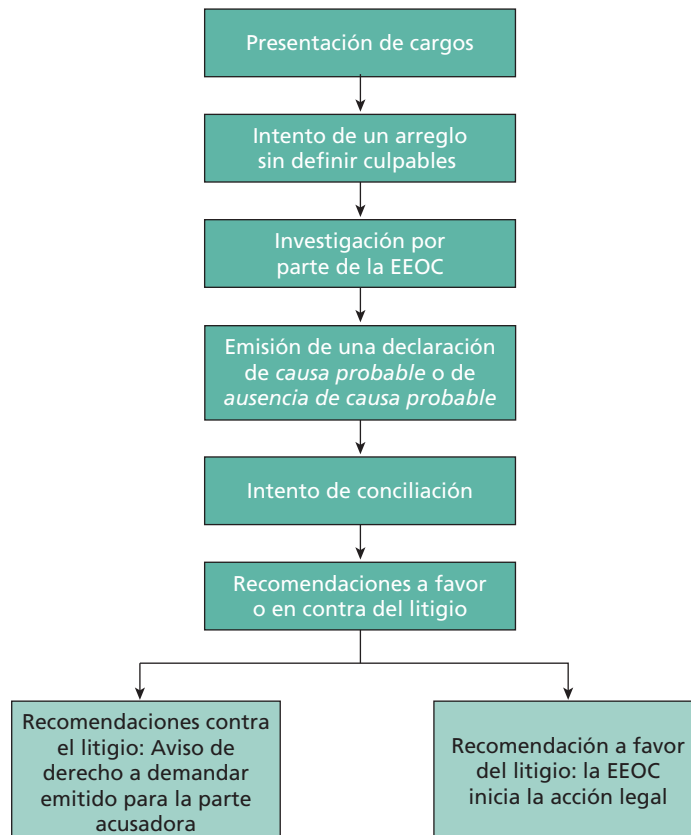 Presentación de cargos
Intento de un arreglo
sin definir culpables
Investigación por
parte de la EEOC
Emisión de una declaración
de causa probable o de
ausencia de causa probable
Intento de conciliación
Recomendaciones a favor
o en contra del litigio
Recomendaciones contra
el litigio: Aviso de
derecho a demandar
emitido para la parte
acusadora
Recomendación a favor
del litigio: la EEOC
inicia la acción legal